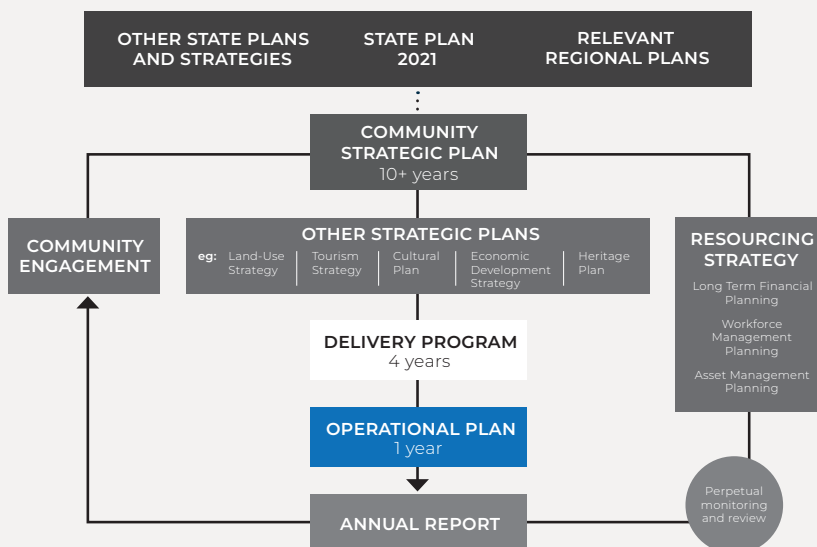 OTHER STATE PLANS
AND STRATEGIES
STATE PLAN
2021
RELEVANT
REGIONAL PLANS
COMMUNITY
STRATEGIC PLAN
10+ years
COMMUNITY
ENGAGEMENT
OTHER STRATEGIC PLANS
eg:
Land-Use
Strategy
Tourism
Strategy
Cultural
Plan
Economic
Development
Strategy
Heritage
Plan
RESOURCING
STRATEGY
Long Term Financial
Planning
Workforce
Management
Planning
Asset Management
Planning
DELIVERY PROGRAM
4 years
OPERATIONAL PLAN
1 year
Perpetual
monitoring
and review
ANNUAL REPORT